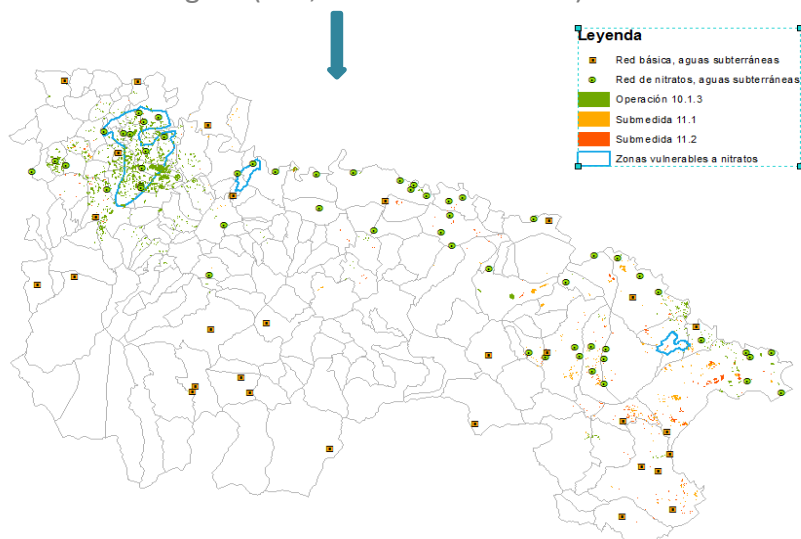 Leyenda
Red básica, aguas subterráneas
Red de nitratos, aguas subterráneas
Operación 10.1.3
Submedida 11.1
Submedida 11.2
Zonas vulnerables a nitratos